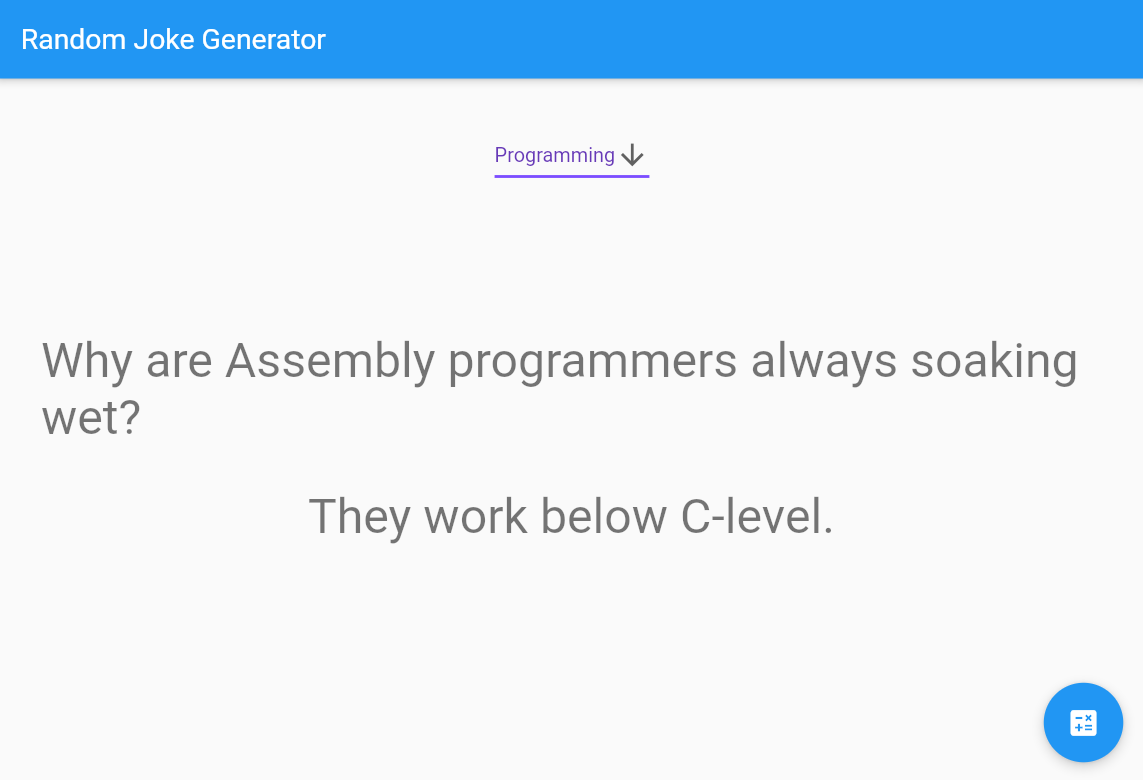 Random Joke Generator
Programming
Why are Assembly programmers always soaking
wet?
They work below C-level.